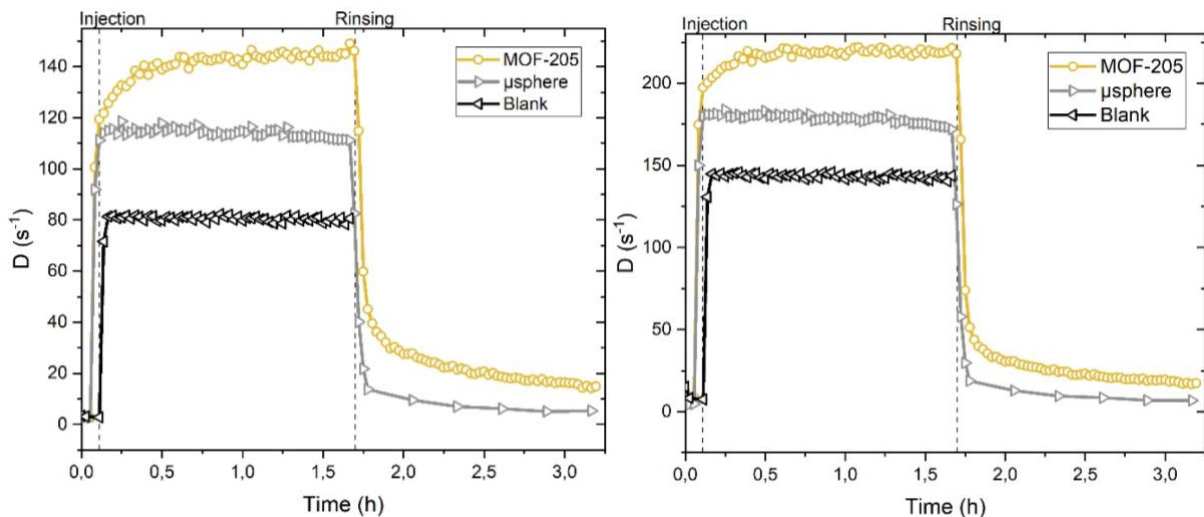 Injection Rinsing
MOF-205
μsphere
Blank
D (s⁻¹)
140
120
100
80
60
40
20
0
0,0 0,5 1,0 1,5 2,0 2,5 3,0
Time (h)
Injection Rinsing
MOF-205
μsphere
Blank
D (s⁻¹)
200
150
100
50
0
0,0 0,5 1,0 1,5 2,0 2,5 3,0
Time (h)